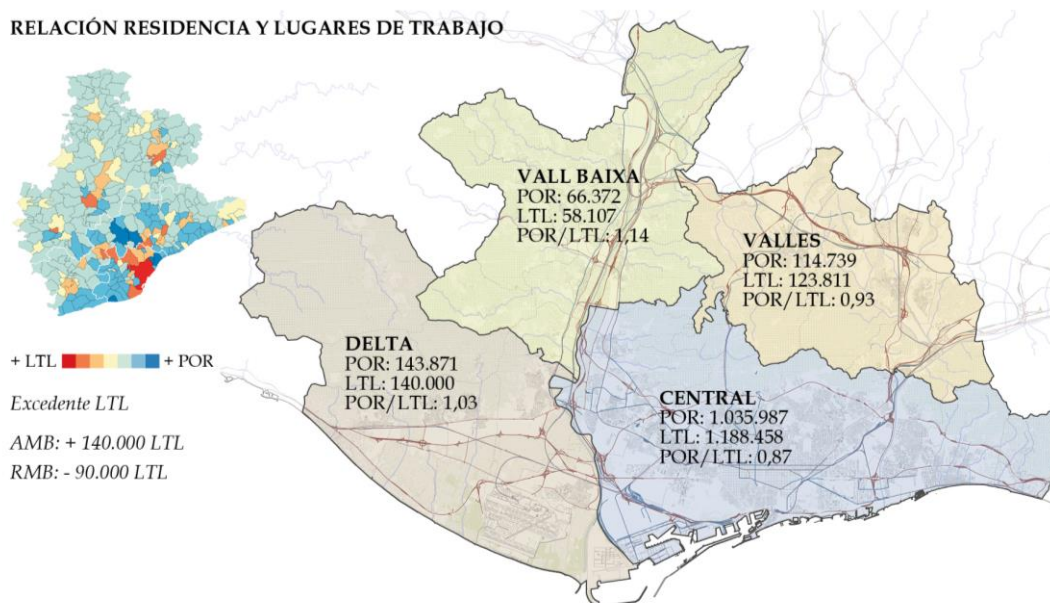 RELACIÓN RESIDENCIA Y LUGARES DE TRABAJO
VALL BAIXA
POR: 66.372
LTL: 58.107
POR/LTL: 1,14
VALLES
POR: 114.739
LTL: 123.811
POR/LTL: 0,93
DELTA
POR: 143.871
LTL: 140.000
POR/LTL: 1,03
CENTRAL
POR: 1.035.987
LTL: 1.188.458
POR/LTL: 0,87
+ LTL + POR
Excedente LTL
AMB: + 140.000 LTL
RMB: - 90.000 LTL